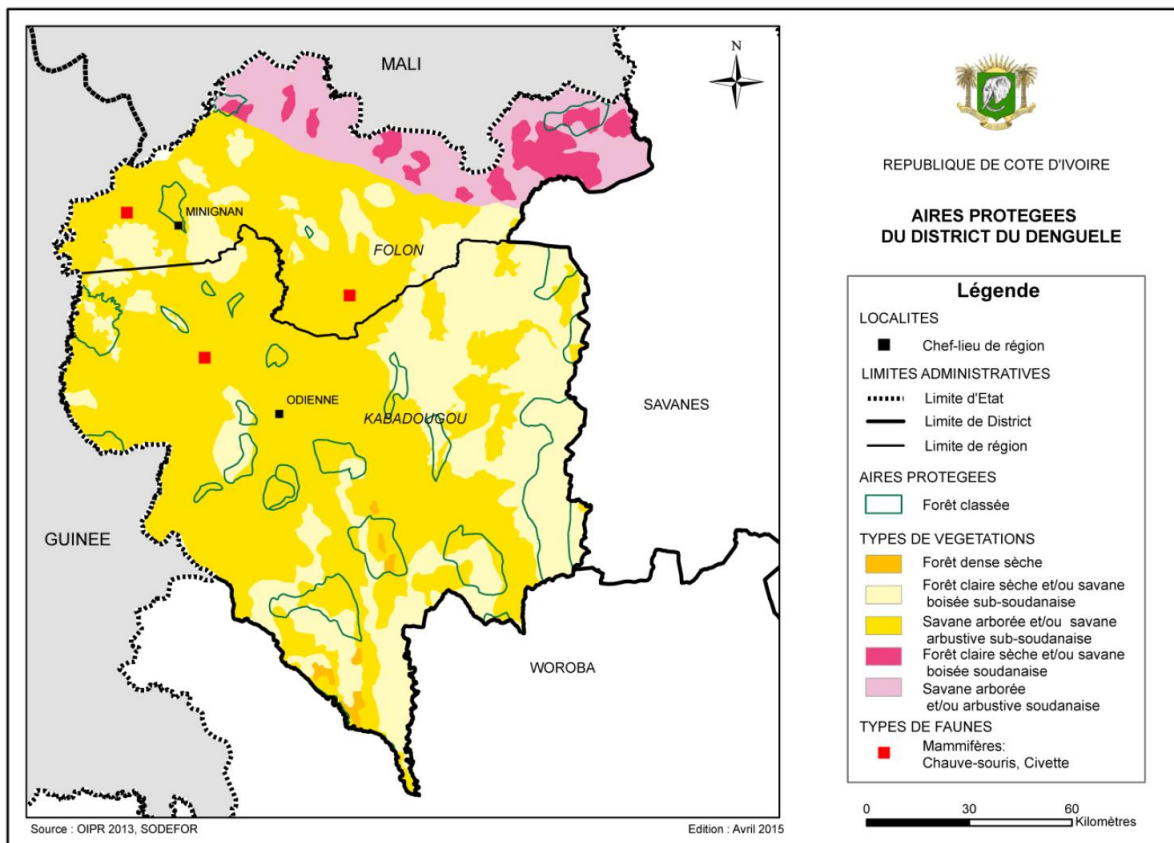 MALI
N
MINIGNAN
FOLON
ODIENNE
KABADOUGOU
SAVANES
GUINEE
WOROBA
Source : OIPR 2013, SODEFOR
Edition : Avril 2015
REPUBLIQUE DE COTE D'IVOIRE
AIRES PROTEGEES
DU DISTRICT DU DENGUELE
Légende
LOCALITES
Chef-lieu de région
LIMITES ADMINISTRATIVES
Limite d'Etat
Limite de District
Limite de région
AIRES PROTEGEES
Forêt classée
TYPES DE VEGETATIONS
Forêt dense sèche
Forêt claire sèche et/ou savane
boisée sub-soudanaise
Savane arborée et/ou savane
arbustive sub-soudanaise
Forêt claire sèche et/ou savane
boisée soudanaise
Savane arborée
et/ou arbustive soudanaise
TYPES DE FAUNES
Mammifères:
Chauve-souris, Civette
0 30 60
Kilomètres